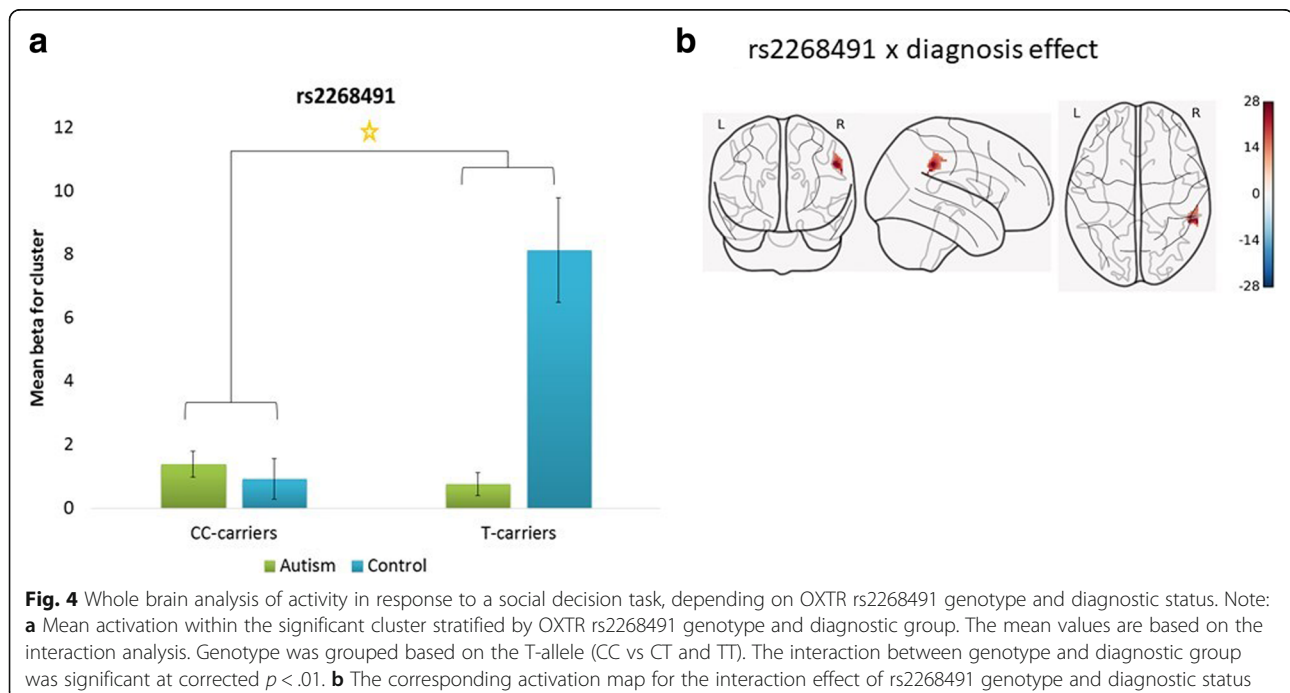 a
rs2268491
12
10
8
6
4
2
0
Mean beta for cluster
CC-carriers
T-carriers
Autism
Control
b
rs2268491 x diagnosis effect
L
R
L
R
28
14
0
-14
-28
Fig. 4 Whole brain analysis of activity in response to a social decision task, depending on OXTR rs2268491 genotype and diagnostic status. Note:
a Mean activation within the significant cluster stratified by OXTR rs2268491 genotype and diagnostic group. The mean values are based on the
interaction analysis. Genotype was grouped based on the T-allele (CC vs CT and TT). The interaction between genotype and diagnostic group
was significant at corrected p < .01. b The corresponding activation map for the interaction effect of rs2268491 genotype and diagnostic status